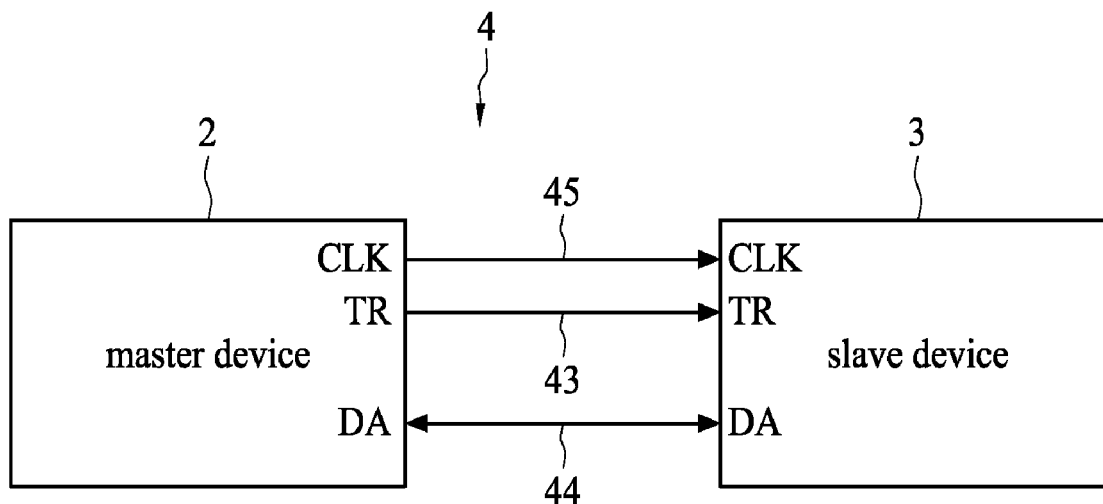 4
2
3
45
CLK
CLK
TR
TR
master device
slave device
43
DA
DA
44